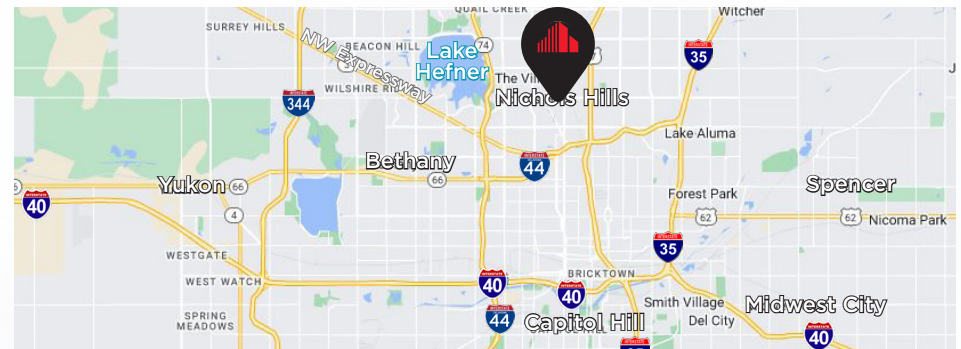 QUAIL CREEK
Witcher
SURREY HILLS
NW Expressway
BEACON HILL
74
Lake
Hefner
35
The Vil
WILSHIRE RI
Nichols Hills
344
Lake Aluma
Bethany
44
66
Yukon
66
40
4
Forest Park
Spencer
62
62
Nicoma Park
WESTGATE
35
WEST WATCH
BRICKTOWN
40
40
SPRING
MEADOWS
44
Capitol Hill
Smith Village
Midwest City
Del City
40